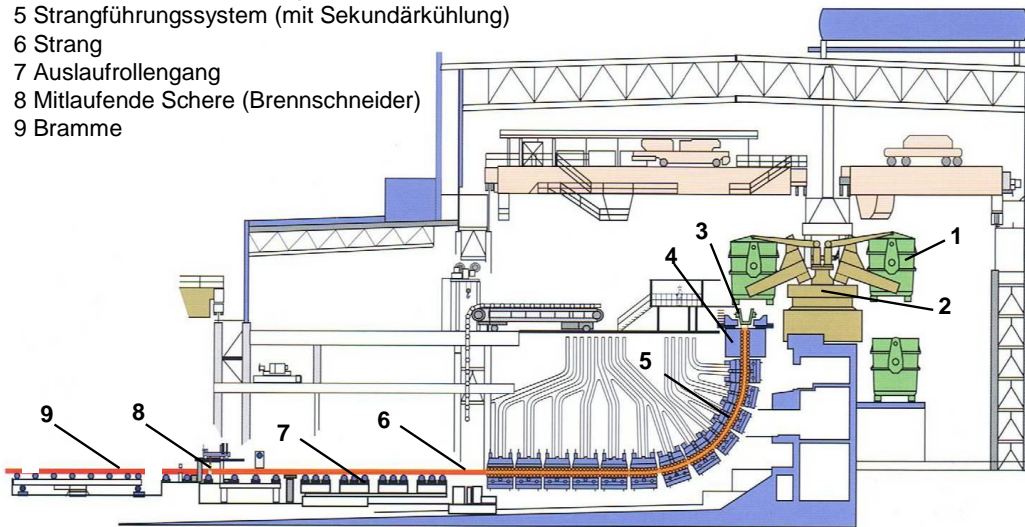 5 Strangführungssystem (mit Sekundärkühlung)
6 Strang
7 Auslaufrollengang
8 Mitlaufende Schere (Brennschneider)
9 Bramme
1
3
4
2
5
6
7
8
9